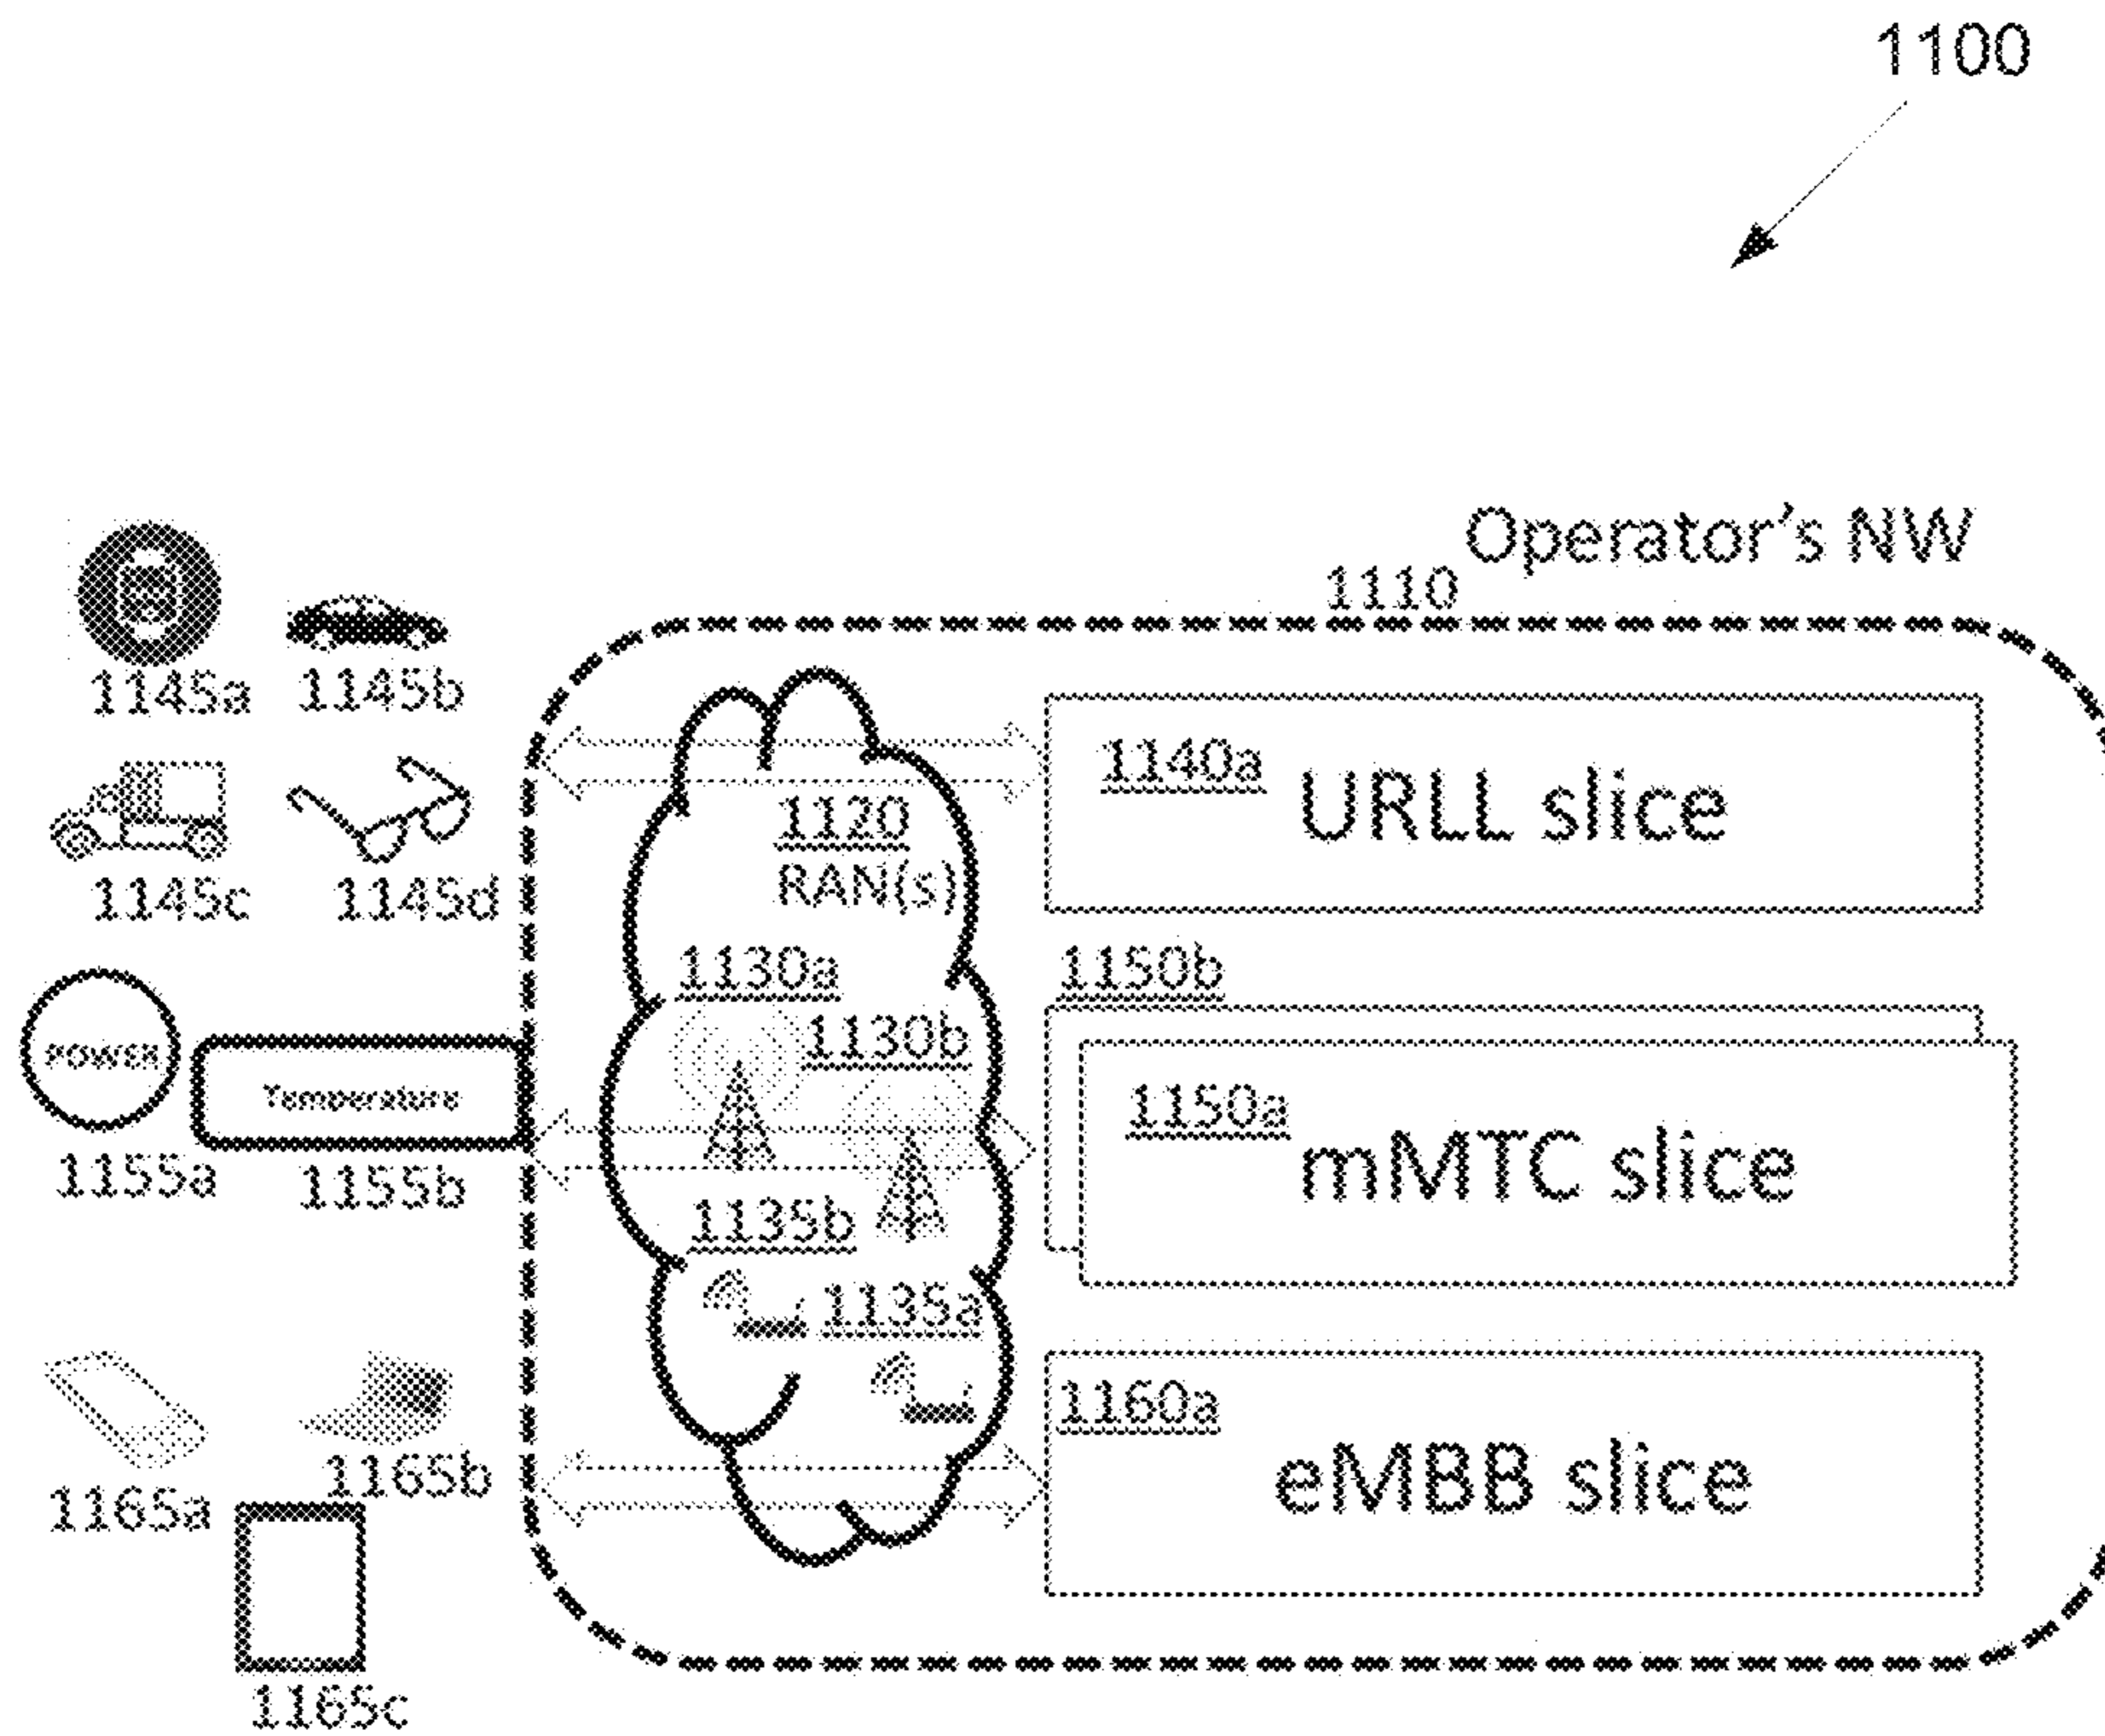 1100
Operator's NW
1110
1145a
1145b
1140a
URLL slice
1120
RAN(s)
1145c
1145d
1130a
1150b
1130b
POWER
Temperature
1150a
mMTC slice
1155a
1155b
1135b
1135a
1160a
eMBB slice
1165b
1165a
1165c